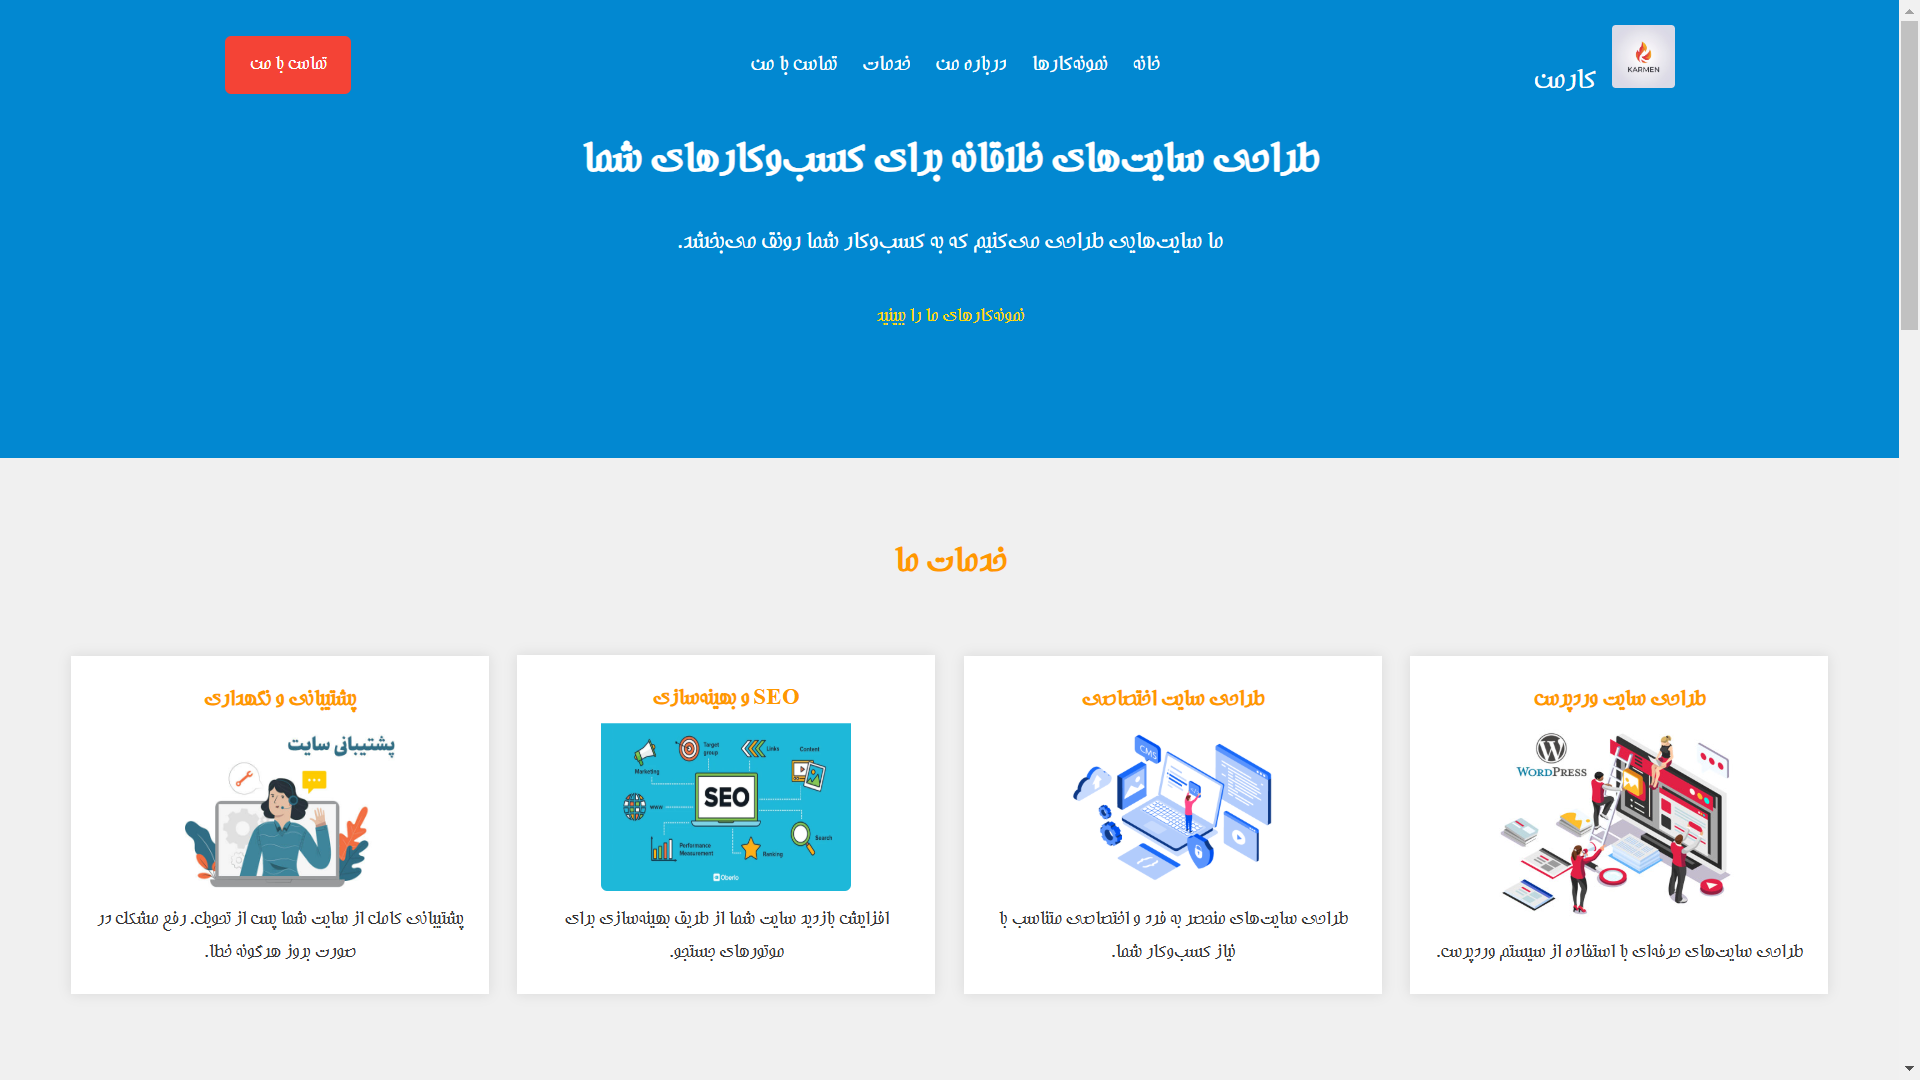 KARMEN
کارمن
خانه
نمونه‌کارها
درباره من
خدمات
تماس با من
تماس با من
طراحی سایت‌های خلاقانه برای کسب‌وکارهای شما
ما سایت‌هایی طراحی می‌کنیم که به کسب‌وکار شما رونق می‌بخشد.
نمونه‌کارهای ما را ببینید
خدمات ما
طراحی سایت وردپرس
WORDPRESS
طراحی سایت‌های حرفه‌ای با استفاده از سیستم وردپرس.
طراحی سایت اختصاصی
CMS
طراحی سایت‌های منحصر به فرد و اختصاصی متناسب با
نیاز کسب‌وکار شما.
SEO و بهینه‌سازی
Marketing
Target
group
Links
Content
www
SEO
Search
Performance
Measurement
Ranking
Oberlo
افزایش بازدید سایت شما از طریق بهینه‌سازی برای
موتورهای جستجو.
پشتیبانی و نگهداری
پشتیبانی سایت
پشتیبانی کامل از سایت شما پس از تحویل. رفع مشکل در
صورت بروز هرگونه خطا.